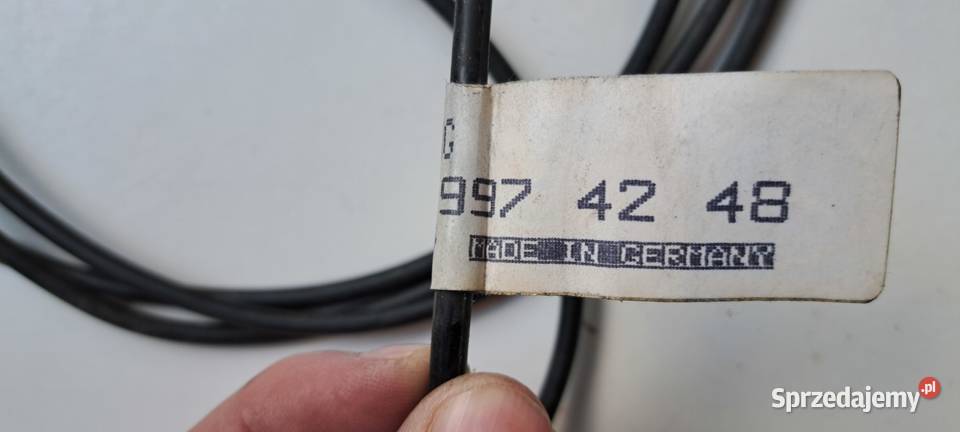 G
997 42 48
MADE IN GERMANY
Sprzedajemy.pl